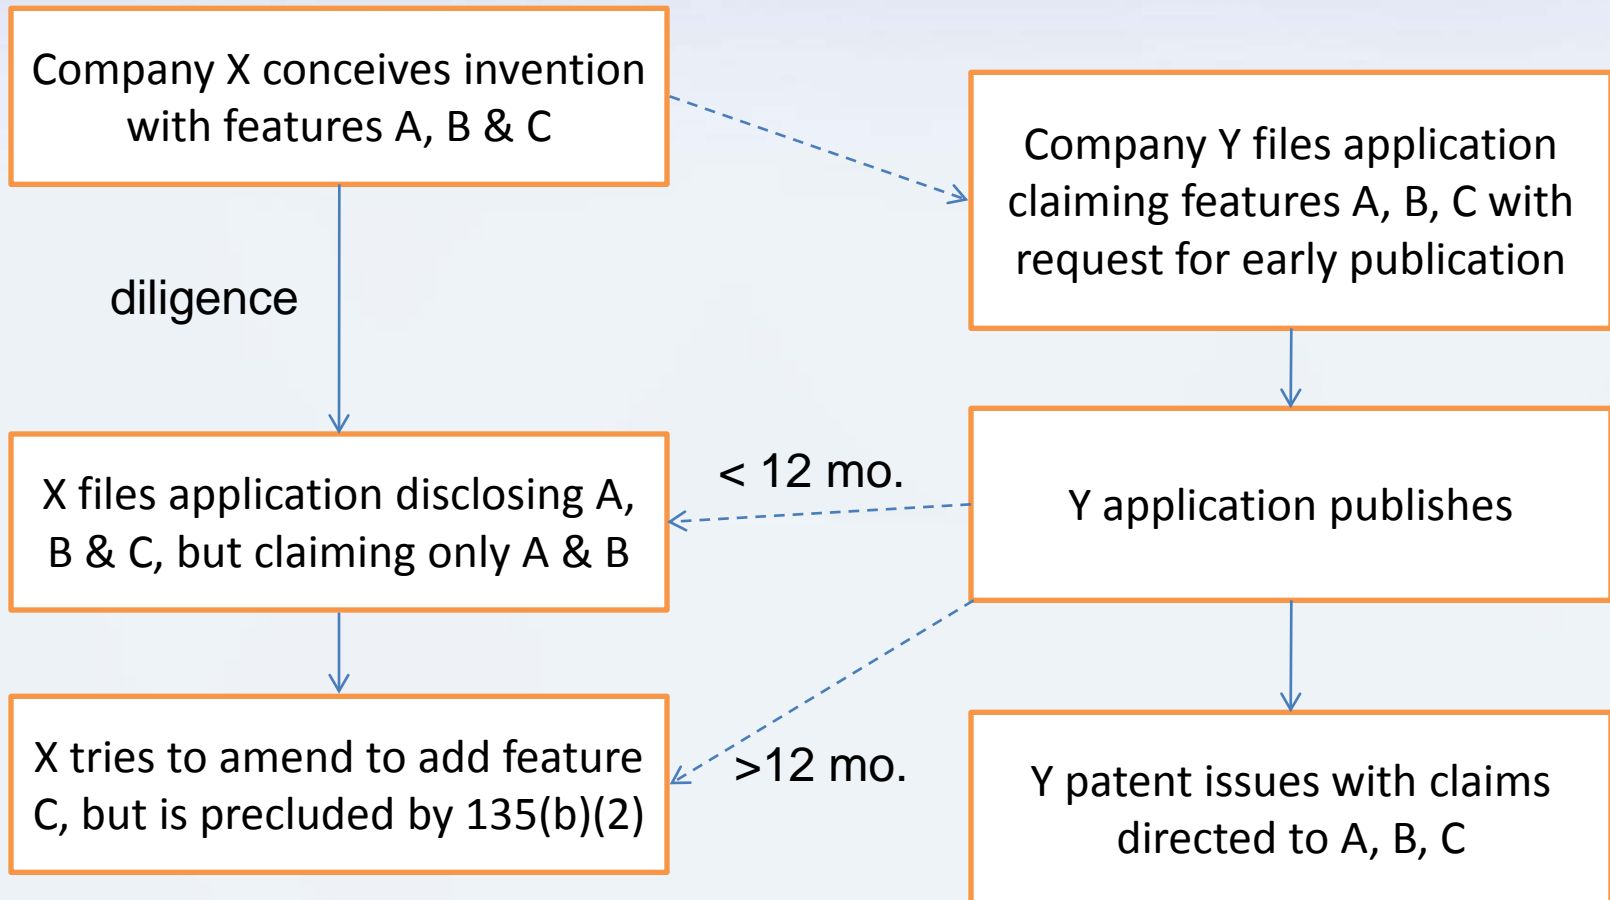 Company X conceives invention
with features A, B & C
Company Y files application
claiming features A, B, C with
request for early publication
diligence
X files application disclosing A,
B & C, but claiming only A & B
< 12 mo.
Y application publishes
X tries to amend to add feature
C, but is precluded by 135(b)(2)
>12 mo.
Y patent issues with claims
directed to A, B, C